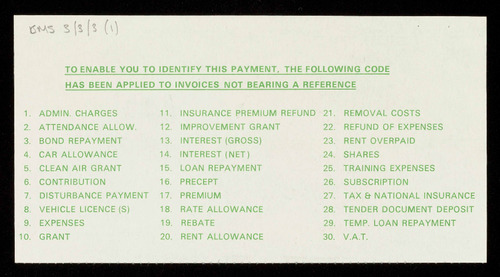 BMS 3/3/3 (1)
TO ENABLE YOU TO IDENTIFY THIS PAYMENT, THE FOLLOWING CODE
HAS BEEN APPLIED TO INVOICES NOT BEARING A REFERENCE
1. ADMIN. CHARGES
2. ATTENDANCE ALLOW.
3. BOND REPAYMENT
4. CAR ALLOWANCE
5. CLEAN AIR GRANT
6. CONTRIBUTION
7. DISTURBANCE PAYMENT
8. VEHICLE LICENCE (S)
9. EXPENSES
10. GRANT
11. INSURANCE PREMIUM REFUND
12. IMPROVEMENT GRANT
13. INTEREST (GROSS)
14. INTEREST (NET)
15. LOAN REPAYMENT
16. PRECEPT
17. PREMIUM
18. RATE ALLOWANCE
19. REBATE
20. RENT ALLOWANCE
21. REMOVAL COSTS
22. REFUND OF EXPENSES
23. RENT OVERPAID
24. SHARES
25. TRAINING EXPENSES
26. SUBSCRIPTION
27. TAX & NATIONAL INSURANCE
28. TENDER DOCUMENT DEPOSIT
29. TEMP. LOAN REPAYMENT
30. V.A.T.